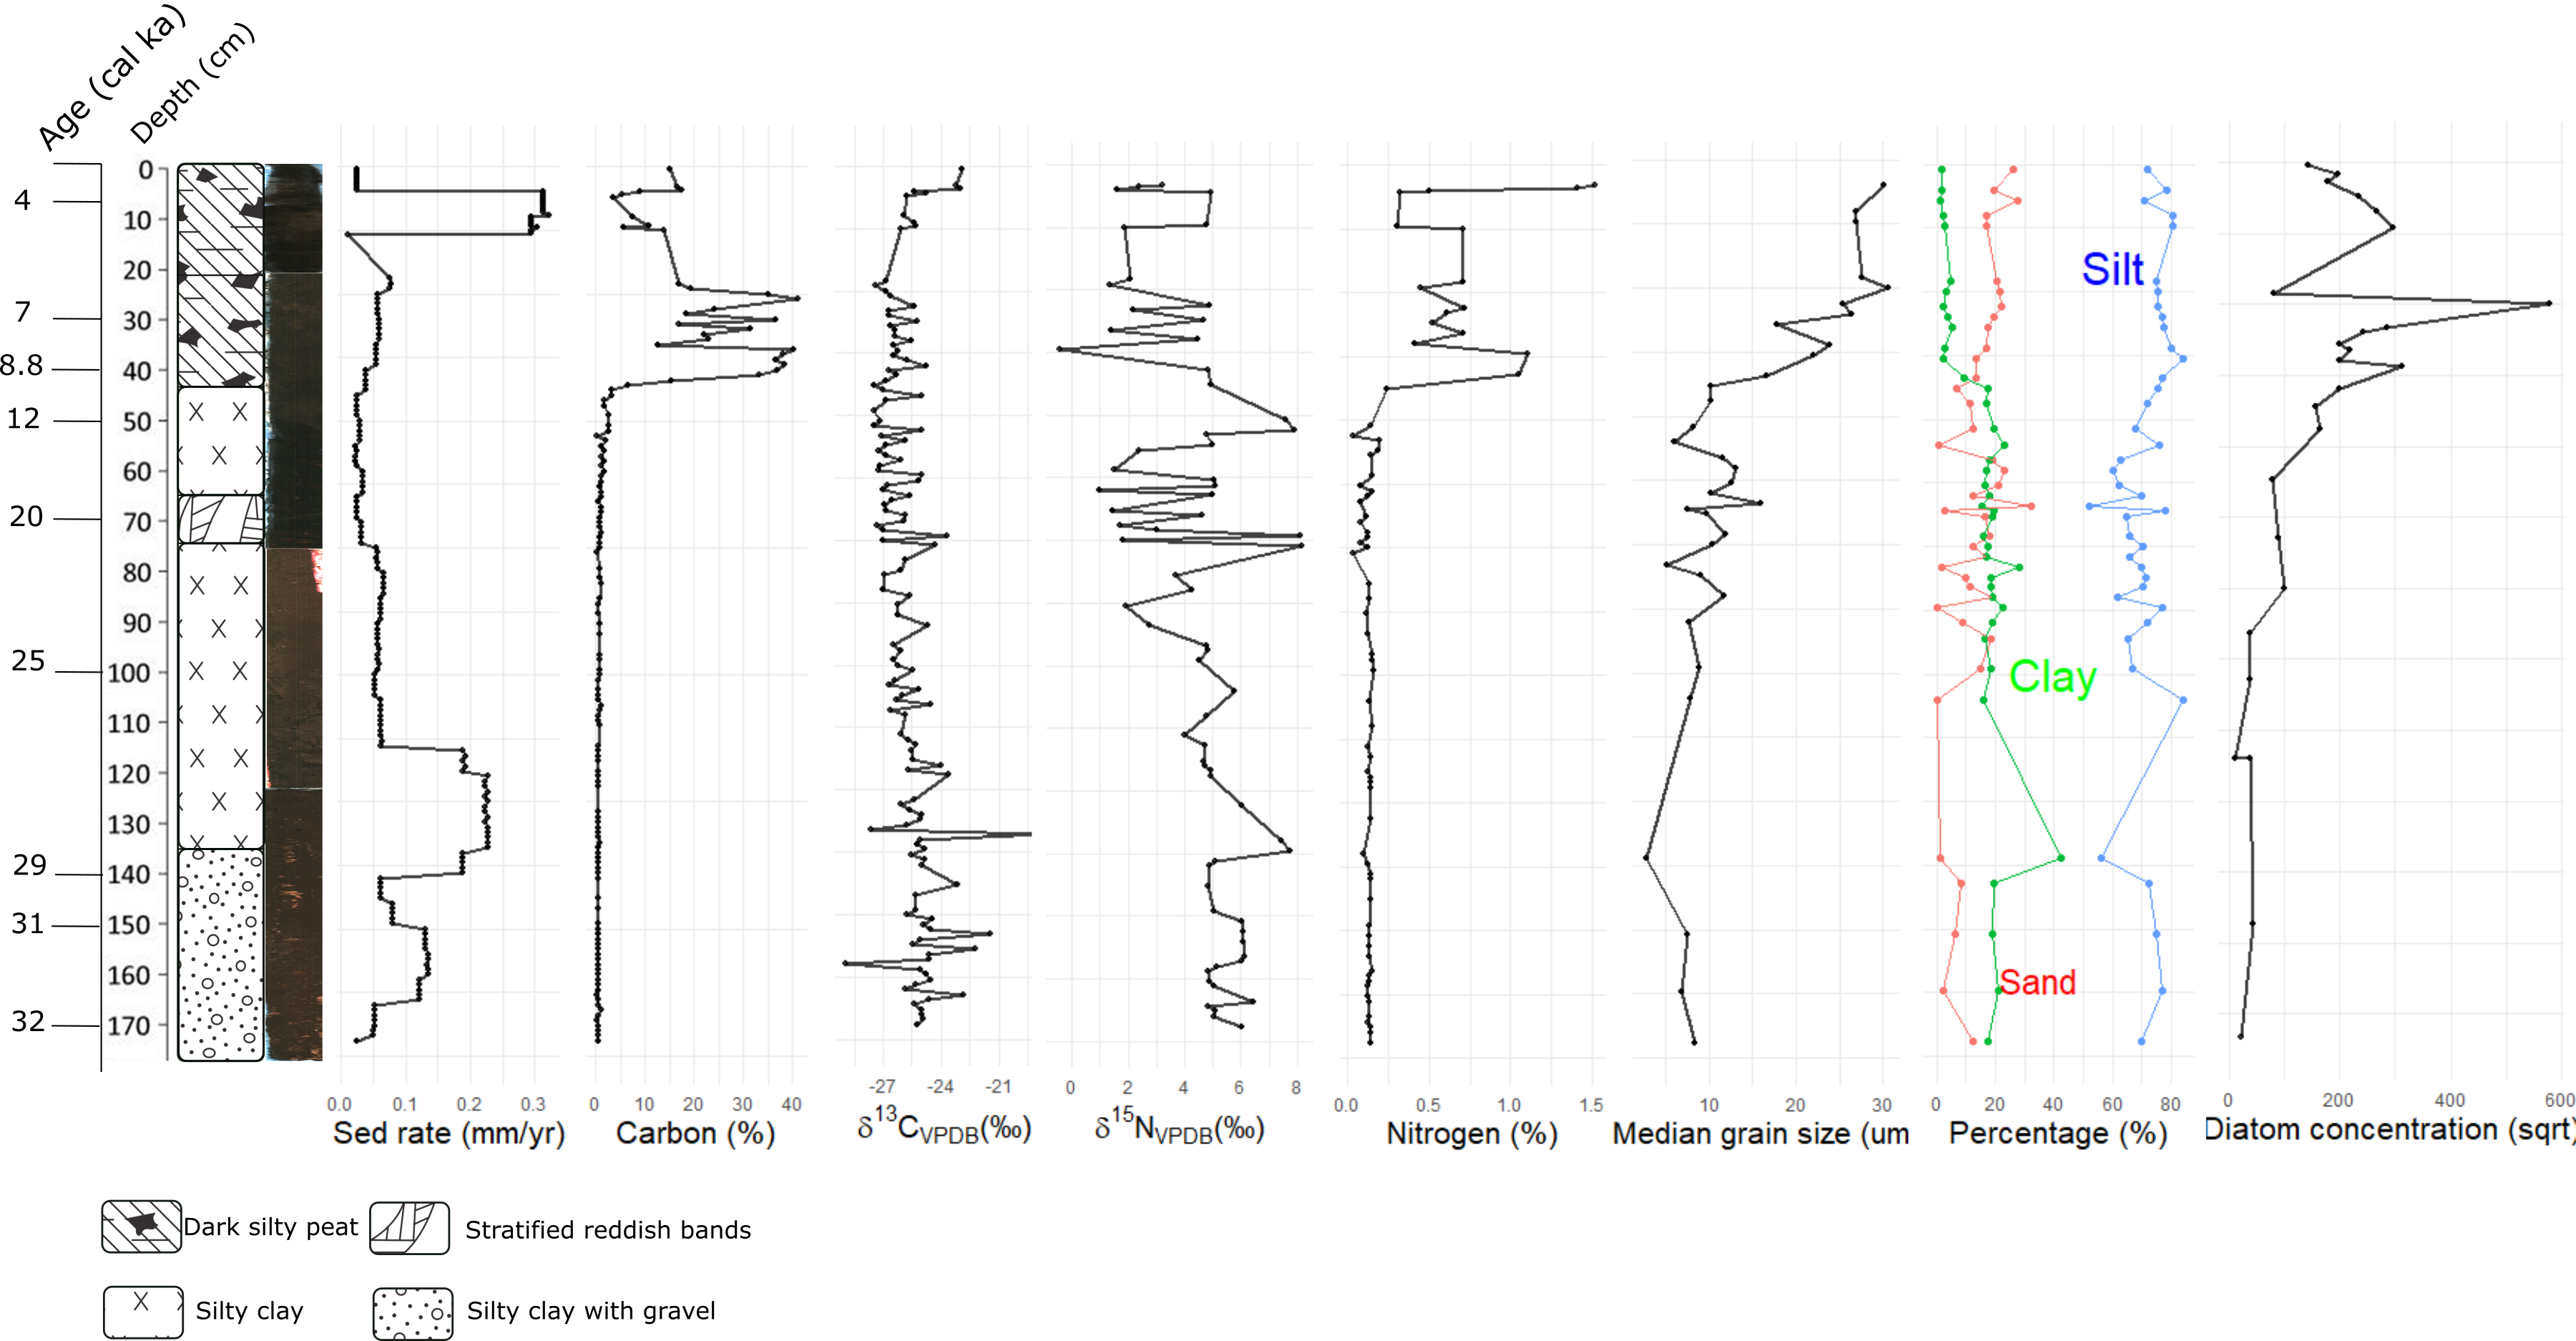 Age (cal ka)
Depth (cm)
4
7
8.8
12
20
25
29
31
32
0
10
20
30
40
50
60
70
80
90
100
110
120
130
140
150
160
170
Silt
Clay
Sand
0.0 0.1 0.2 0.3
Sed rate (mm/yr)
0 10 20 30 40
Carbon (%)
-27 -24 -21
δ13CVPDB(‰)
0 2 4 6 8
δ15NVPDB(‰)
0.0 0.5 1.0 1.5
Nitrogen (%)
10 20 30
Median grain size (um
0 20 40 60 80
Percentage (%)
0 200 400 600
Diatom concentration (sqrt)
Dark silty peat
Stratified reddish bands
Silty clay
Silty clay with gravel